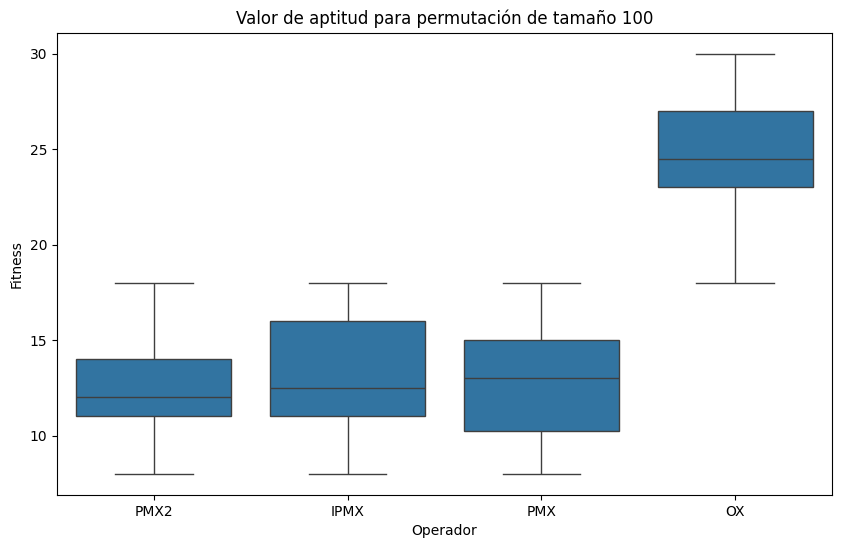 Valor de aptitud para permutación de tamaño 100
30
25
20
15
10
Fitness
PMX2
IPMX
PMX
OX
Operador